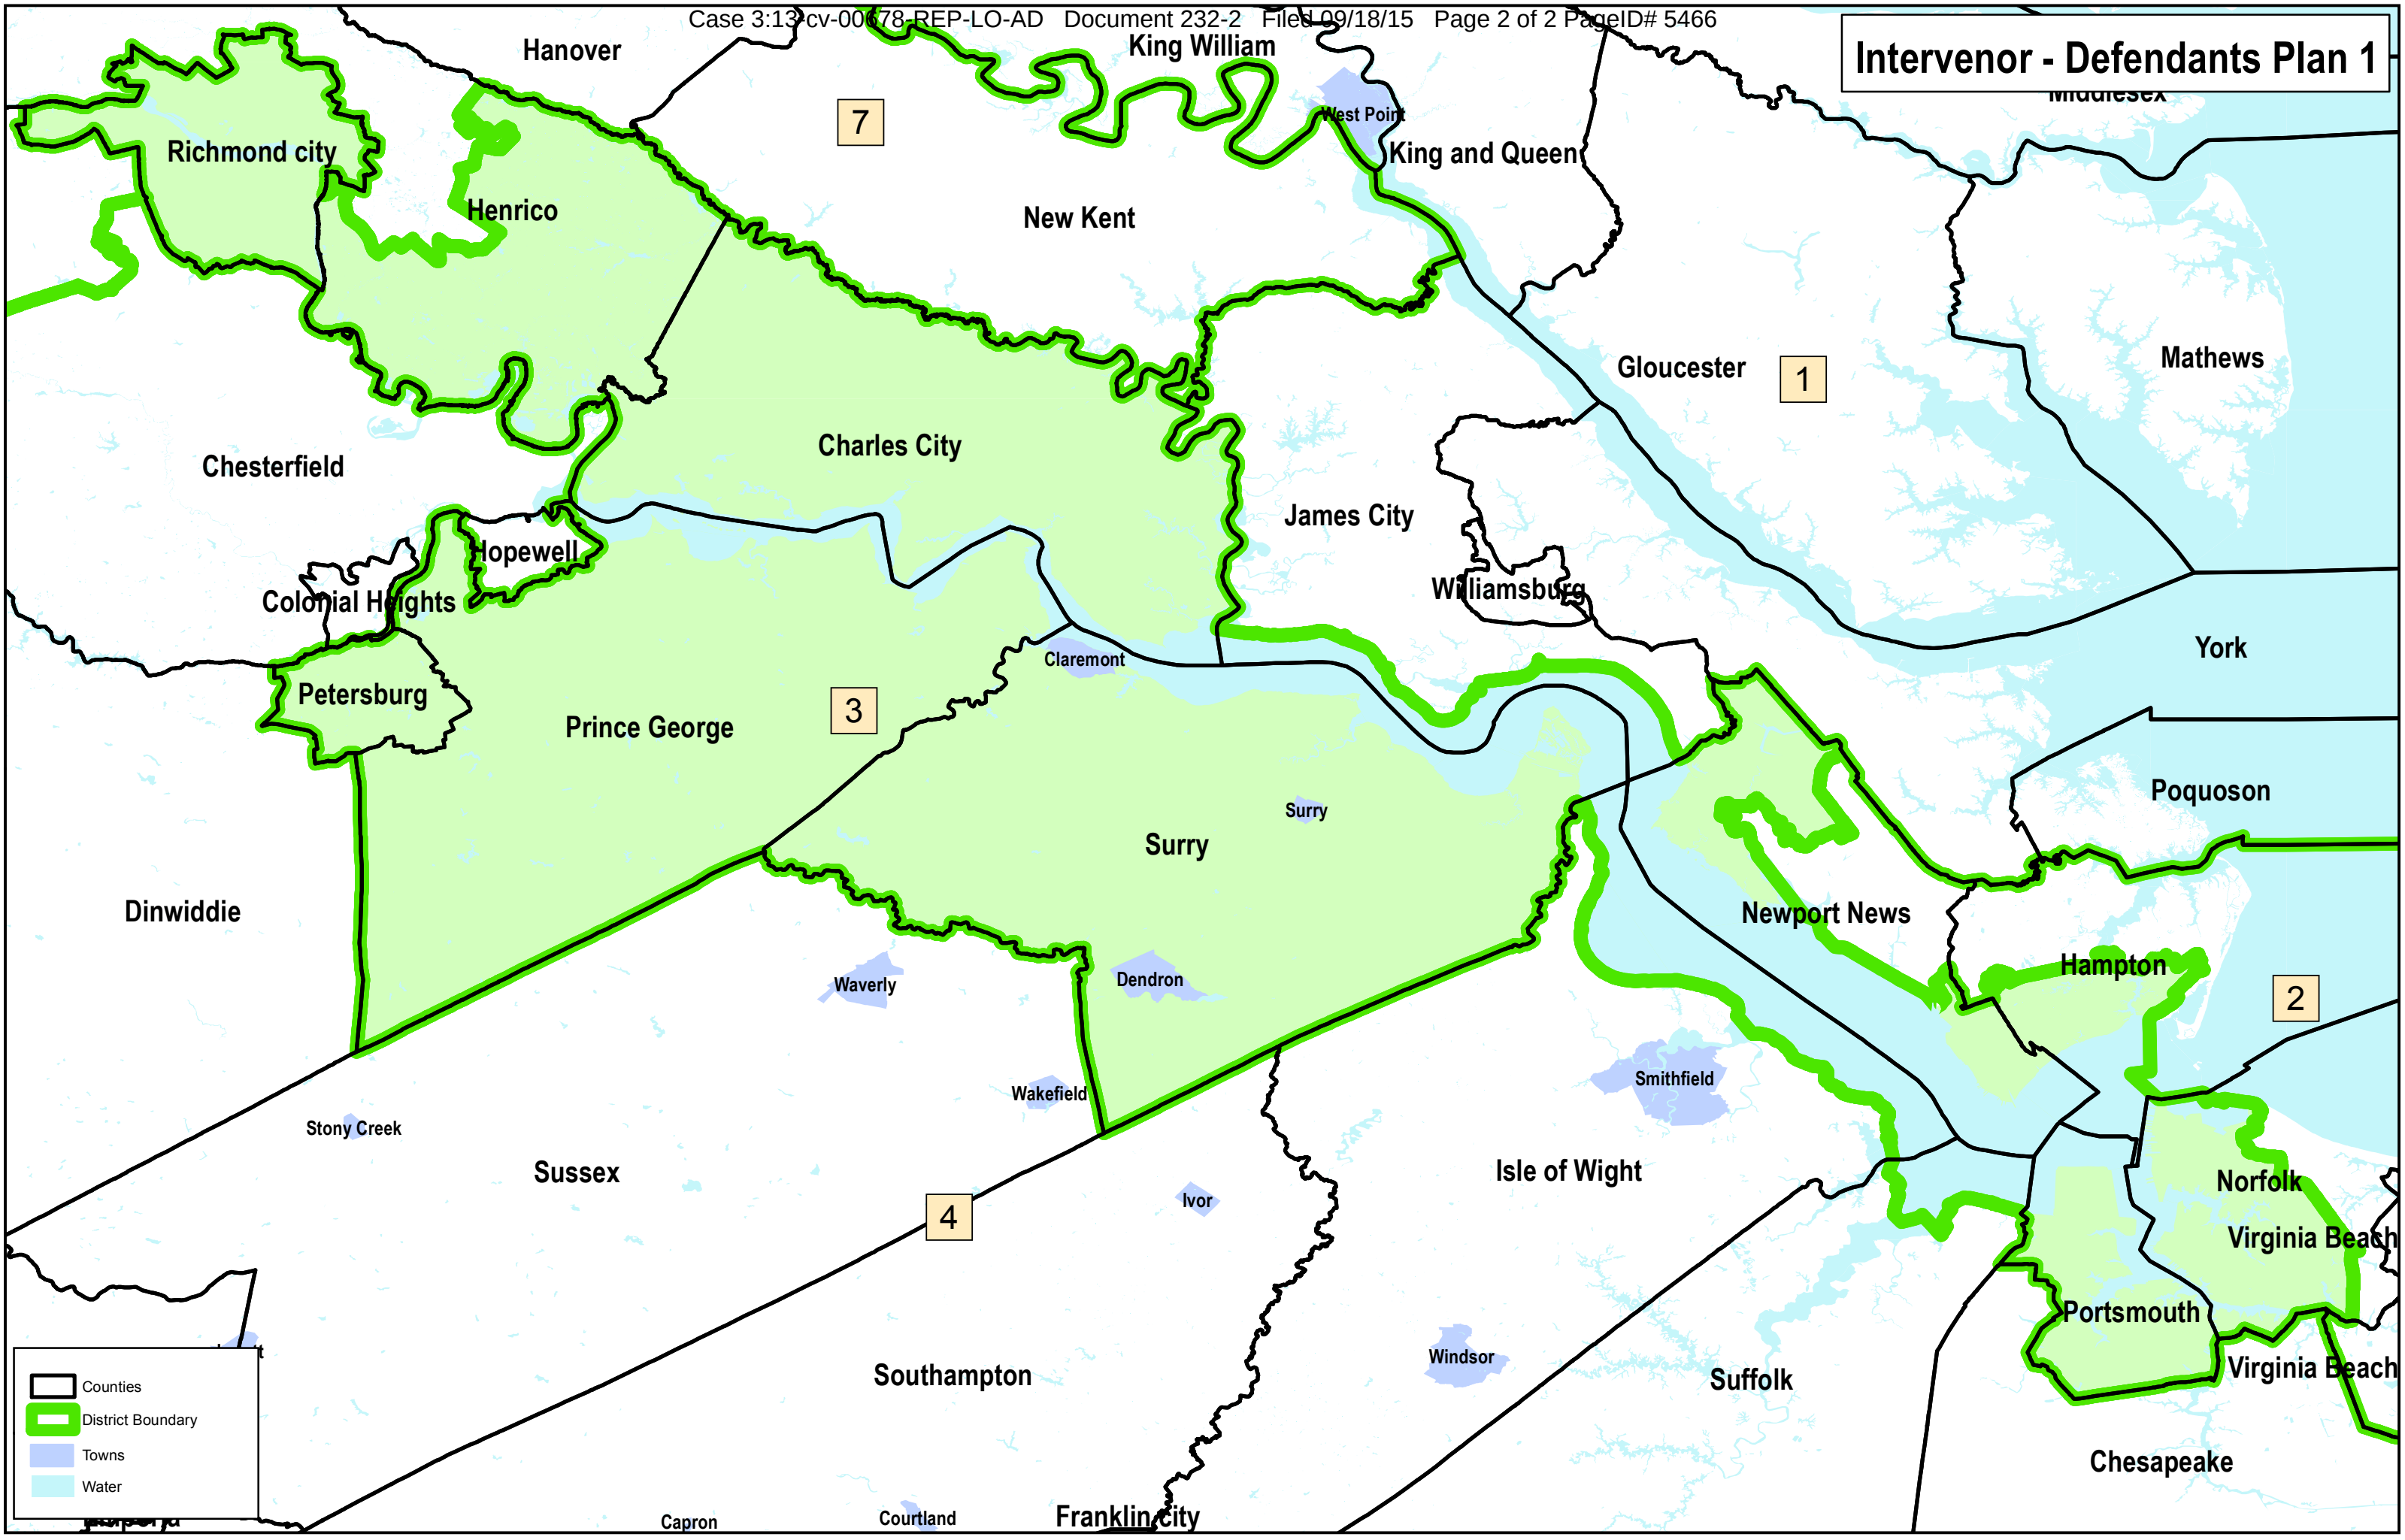 Case 3:13-cv-00678-REP-LO-AD Document 232-2 Filed 09/18/15 Page 2 of 2 PageID# 5466
Intervenor - Defendants Plan 1
Hanover
King William
Middlesex
7
West Point
Richmond city
King and Queen
Henrico
New Kent
Gloucester
1
Mathews
Charles City
Chesterfield
James City
Hopewell
Williamsburg
Colonial Heights
York
Claremont
Petersburg
3
Prince George
Poquoson
Surry
Surry
Dinwiddie
Newport News
Hampton
Waverly
Dendron
2
Smithfield
Wakefield
Stony Creek
Sussex
Isle of Wight
Norfolk
Ivor
4
Virginia Beach
Portsmouth
Windsor
Virginia Beach
Southampton
Suffolk
Chesapeake
Counties
District Boundary
Towns
Water
Capron
Courtland
Franklin city